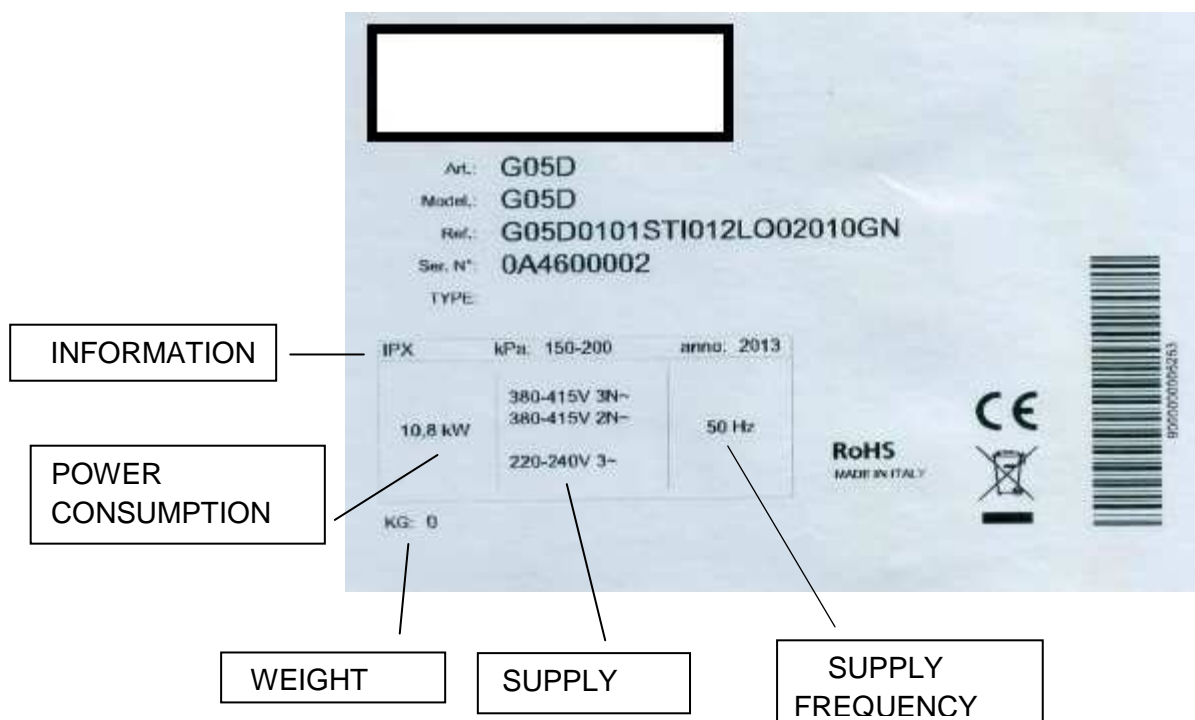 Art.: G05D
Model.: G05D
Ref.: G05D0101STI012LO02010GN
Ser. N°: 0A4600002
TYPE:
INFORMATION
IPX kPa: 150-200 anno: 2013
380-415V 3N~
10,8 kW 380-415V 2N~ 50 Hz
220-240V 3~
POWER
CONSUMPTION
KG: 0
RoHS
MADE IN ITALY
CE
WEIGHT
SUPPLY
SUPPLY
FREQUENCY